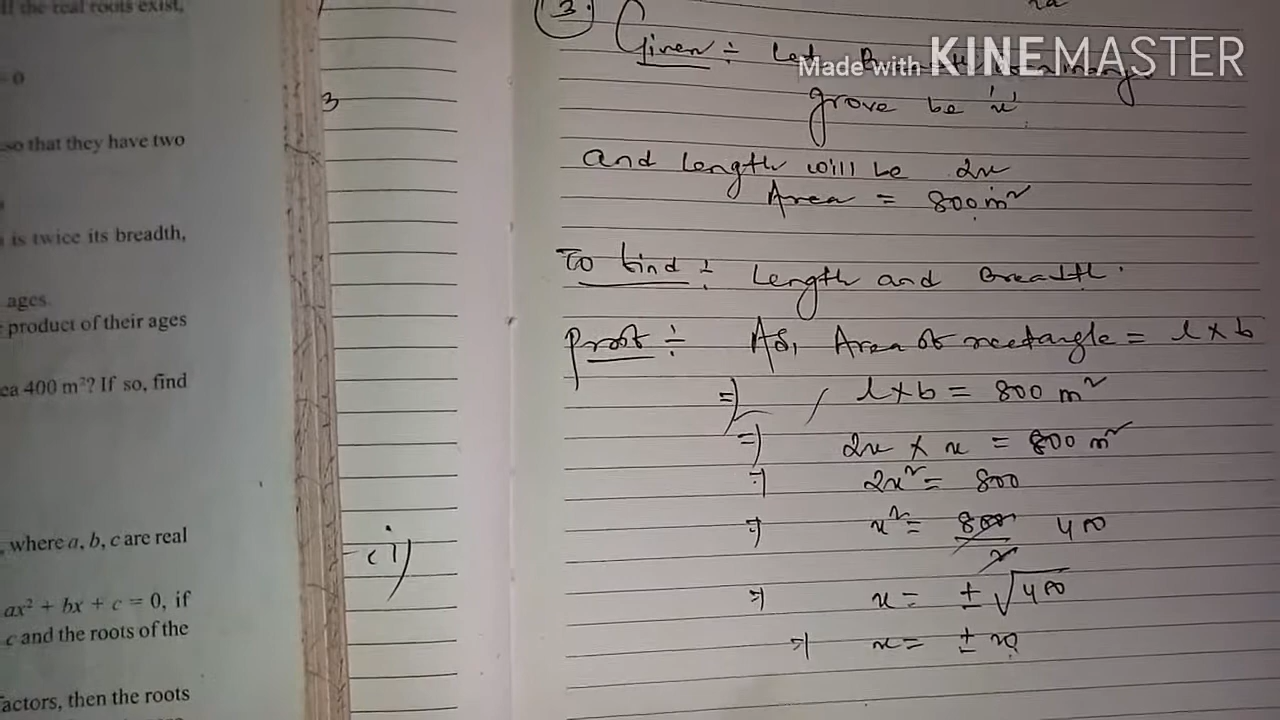 If the real roots exist,
= 0
so that they have two
is twice its breadth,
ages
product of their ages
ea 400 m²? If so, find
, where a, b, c are real
ax² + bx + c = 0, if
c and the roots of the
factors, then the roots
3
(i)
2a
3.
Given ÷ Let
Made with KINEMASTER
grove be 'x'
and Length will be 2x
Area = 800 m²
To find ÷ Length and Breadth.
Proof ÷ As, Area of rectangle = l × b
⇒ l × b = 800 m²
⇒ 2x × x = 800 m²
⇒ 2x² = 800
⇒ x² = 800/2 400
⇒ x = ± √400
⇒ x = ± 20